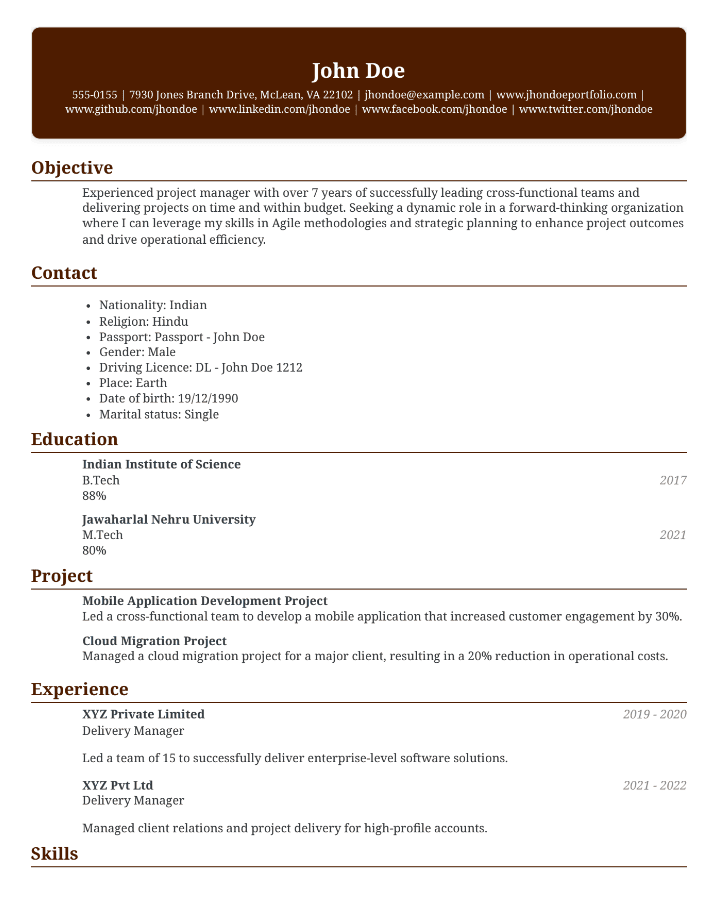 John Doe
555-0155 | 7930 Jones Branch Drive, McLean, VA 22102 | jhondoe@example.com | www.jhondoeportfolio.com |
www.github.com/jhondoe | www.linkedin.com/jhondoe | www.facebook.com/jhondoe | www.twitter.com/jhondoe
Objective
Experienced project manager with over 7 years of successfully leading cross-functional teams and
delivering projects on time and within budget. Seeking a dynamic role in a forward-thinking organization
where I can leverage my skills in Agile methodologies and strategic planning to enhance project outcomes
and drive operational efficiency.
Contact
• Nationality: Indian
• Religion: Hindu
• Passport: Passport - John Doe
• Gender: Male
• Driving Licence: DL - John Doe 1212
• Place: Earth
• Date of birth: 19/12/1990
• Marital status: Single
Education
Indian Institute of Science
B.Tech 2017
88%
Jawaharlal Nehru University
M.Tech 2021
80%
Project
Mobile Application Development Project
Led a cross-functional team to develop a mobile application that increased customer engagement by 30%.
Cloud Migration Project
Managed a cloud migration project for a major client, resulting in a 20% reduction in operational costs.
Experience
XYZ Private Limited 2019 - 2020
Delivery Manager
Led a team of 15 to successfully deliver enterprise-level software solutions.
XYZ Pvt Ltd 2021 - 2022
Delivery Manager
Managed client relations and project delivery for high-profile accounts.
Skills